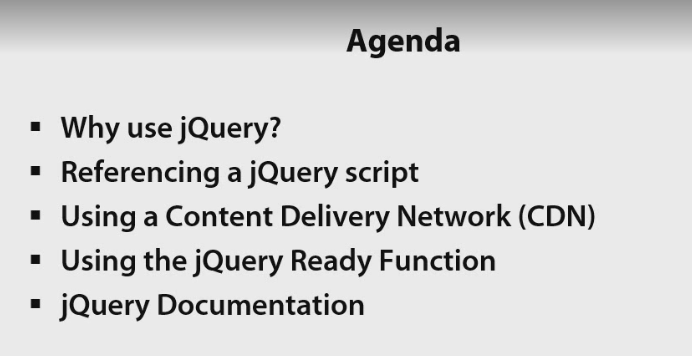 Agenda
▪ Why use jQuery?
▪ Referencing a jQuery script
▪ Using a Content Delivery Network (CDN)
▪ Using the jQuery Ready Function
▪ jQuery Documentation